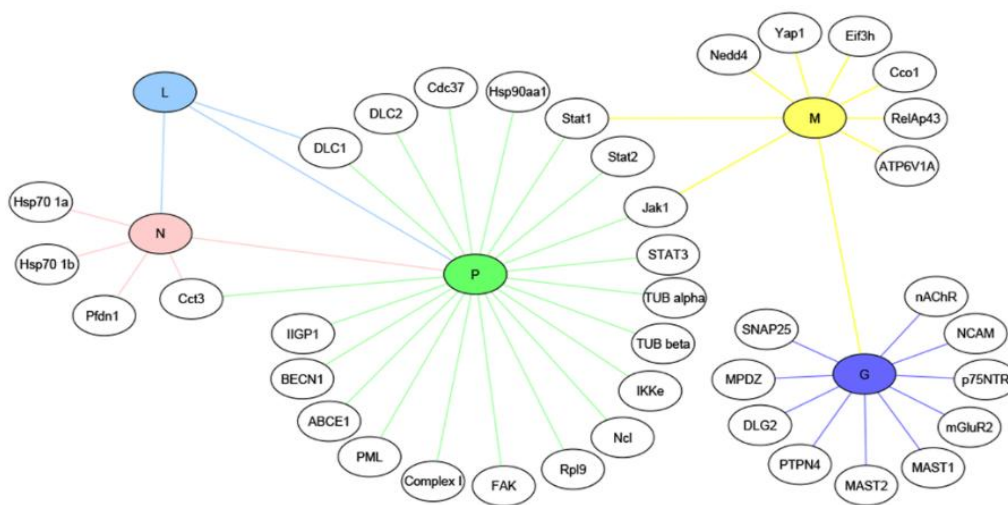 Yap1
Eif3h
Nedd4
Cco1
Cdc37
Hsp90aa1
L
DLC2
Stat1
M
RelAp43
DLC1
Stat2
ATP6V1A
Hsp70 1a
Jak1
N
STAT3
Hsp70 1b
P
Cct3
TUB alpha
nAChR
Pfdn1
SNAP25
NCAM
IIGP1
TUB beta
MPDZ
G
p75NTR
BECN1
IKKe
ABCE1
DLG2
mGluR2
Ncl
PML
PTPN4
MAST1
Rpl9
Complex I
FAK
MAST2